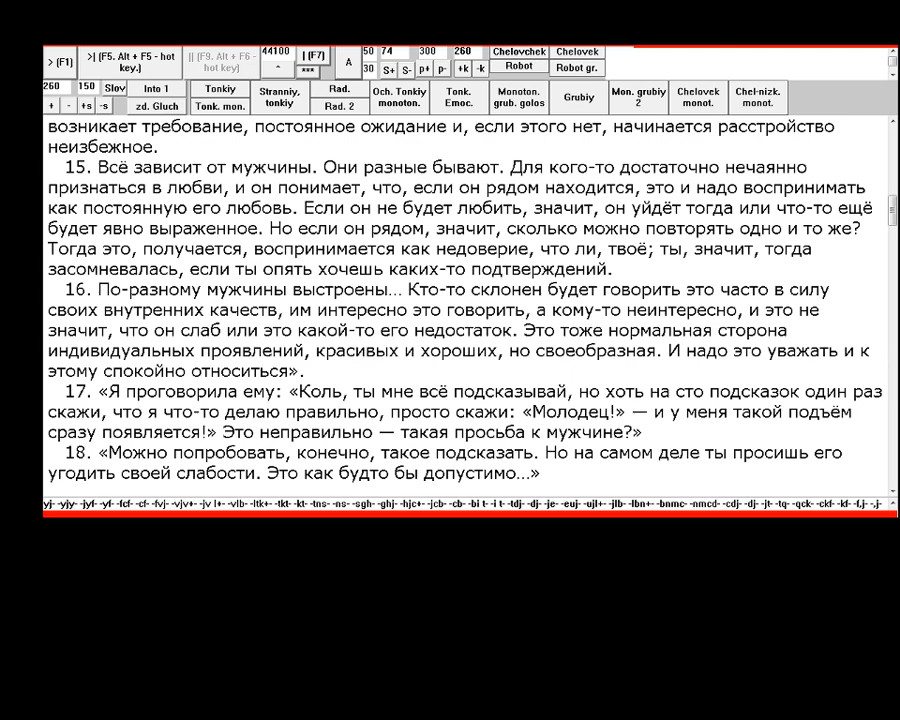 > (F1)
>| (F5. Alt + F5 - hot key.)
|| (F9. Alt + F6 - hot key)
44100
^
| (F7)
***
A
50 74 300 260
30 S+ S- p+ p- +k -k
Chelovchek Chelovek
Robot Robot gr.
260 150 Slov Into 1
+ - +s -s zd. Gluch
Tonkiy
Tonk. mon.
Stranniy, tonkiy
Rad.
Rad. 2
Och. Tonkiy monoton.
Tonk. Emoc.
Monoton. grub. golos
Grubiy
Mon. grubiy 2
Chelovek monot.
Chel-nizk. monot.
возникает требование, постоянное ожидание и, если этого нет, начинается расстройство
неизбежное.
15. Всё зависит от мужчины. Они разные бывают. Для кого-то достаточно нечаянно
признаться в любви, и он понимает, что, если он рядом находится, это и надо воспринимать
как постоянную его любовь. Если он не будет любить, значит, он уйдёт тогда или что-то ещё
будет явно выраженное. Но если он рядом, значит, сколько можно повторять одно и то же?
Тогда это, получается, воспринимается как недоверие, что ли, твоё; ты, значит, тогда
засомневалась, если ты опять хочешь каких-то подтверждений.
16. По-разному мужчины выстроены... Кто-то склонен будет говорить это часто в силу
своих внутренних качеств, им интересно это говорить, а кому-то неинтересно, и это не
значит, что он слаб или это какой-то его недостаток. Это тоже нормальная сторона
индивидуальных проявлений, красивых и хороших, но своеобразная. И надо это уважать и к
этому спокойно относиться».
17. «Я проговорила ему: «Коль, ты мне всё подсказывай, но хоть на сто подсказок один раз
скажи, что я что-то делаю правильно, просто скажи: «Молодец!» — и у меня такой подъём
сразу появляется!» Это неправильно — такая просьба к мужчине?»
18. «Можно попробовать, конечно, такое подсказать. Но на самом деле ты просишь его
угодить своей слабости. Это как будто бы допустимо...»